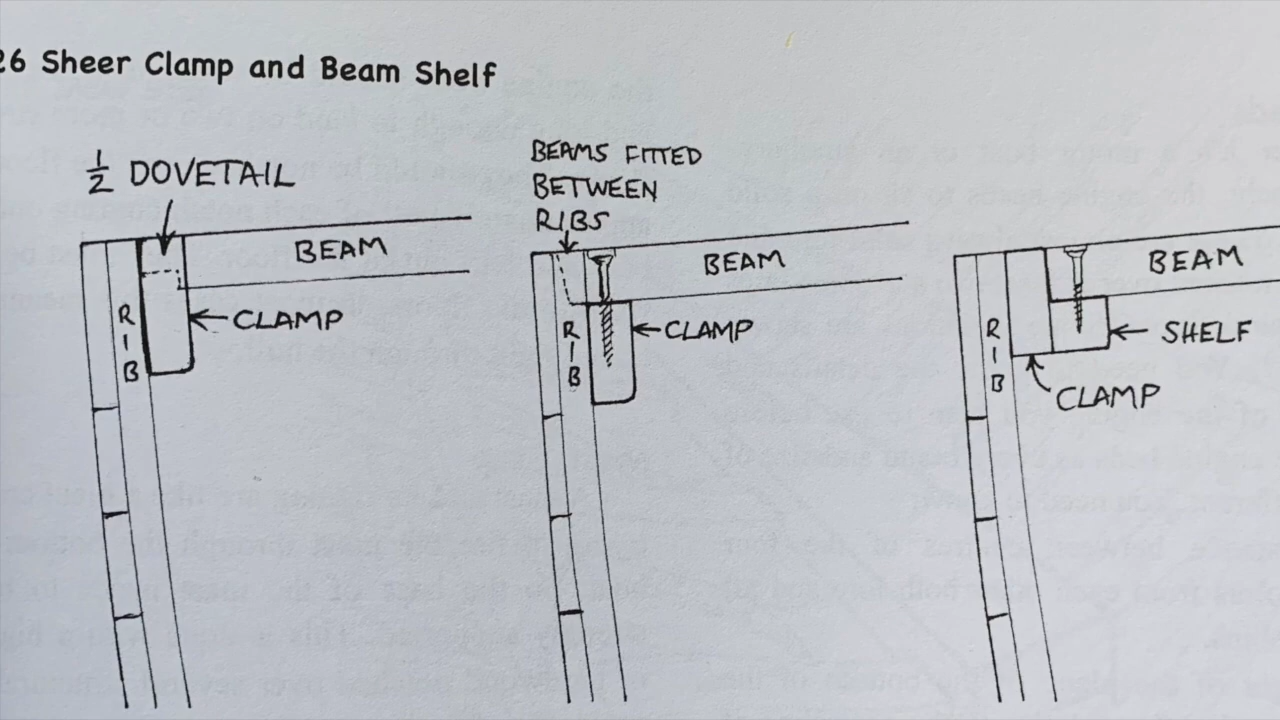 26 Sheer Clamp and Beam Shelf
1/2 DOVETAIL
BEAM
RIB
CLAMP
BEAMS FITTED
BETWEEN
RIBS
BEAM
RIB
CLAMP
BEAM
RIB
SHELF
CLAMP